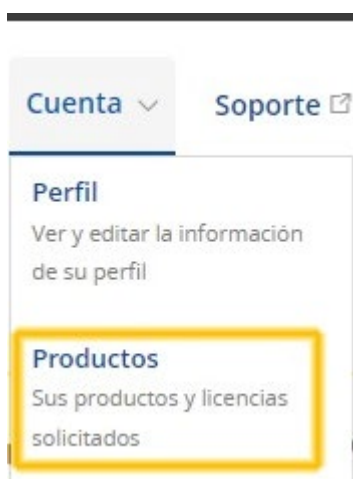 Cuenta Soporte
Perfil
Ver y editar la información
de su perfil
Productos
Sus productos y licencias
solicitados